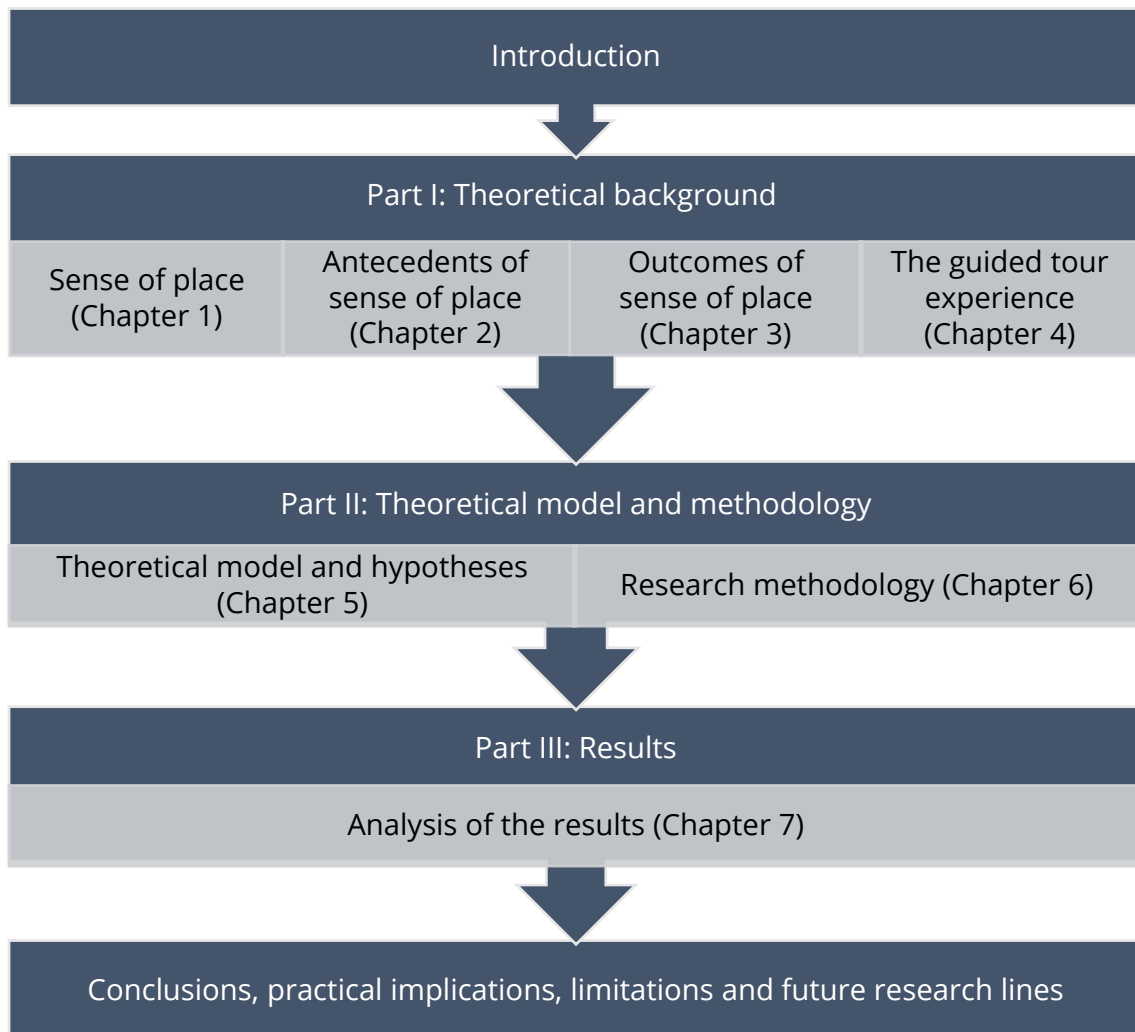 Introduction
Part I: Theoretical background
Sense of place
(Chapter 1)
Antecedents of
sense of place
(Chapter 2)
Outcomes of
sense of place
(Chapter 3)
The guided tour
experience
(Chapter 4)
Part II: Theoretical model and methodology
Theoretical model and hypotheses
(Chapter 5)
Research methodology (Chapter 6)
Part III: Results
Analysis of the results (Chapter 7)
Conclusions, practical implications, limitations and future research lines